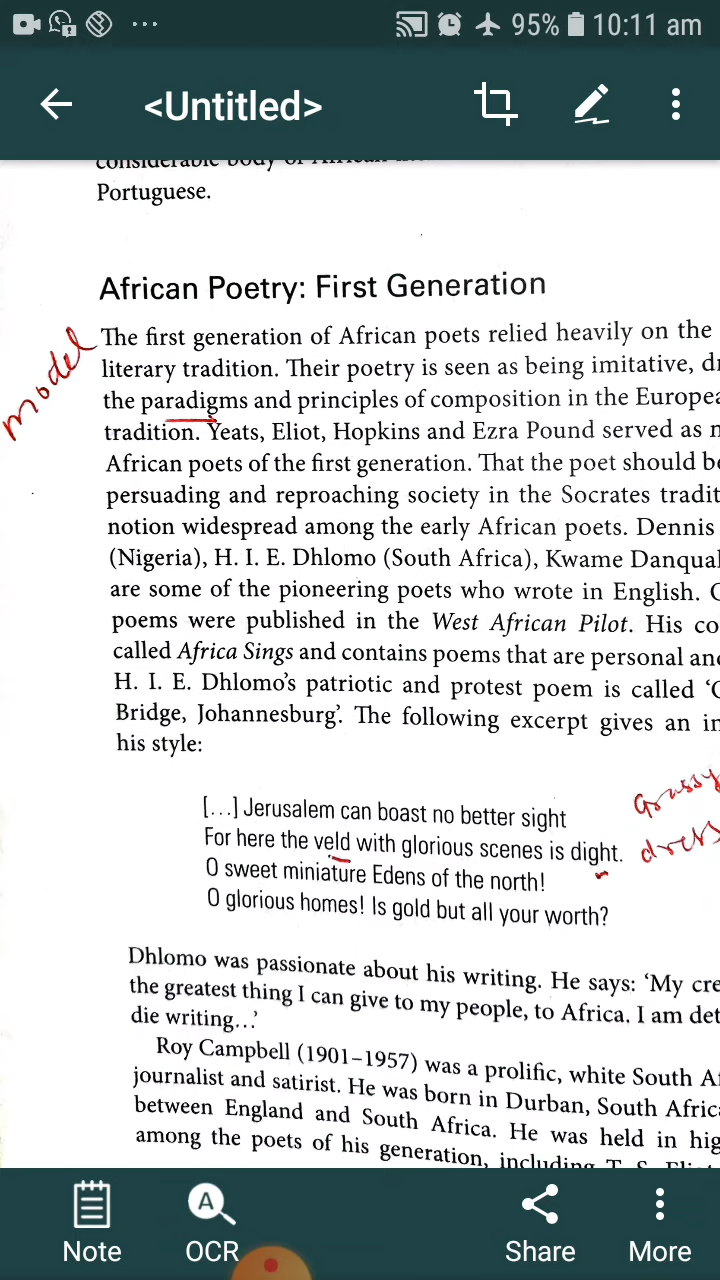 95% 10:11 am
<Untitled>
Portuguese.
African Poetry: First Generation
The first generation of African poets relied heavily on the
model
literary tradition. Their poetry is seen as being imitative,
the paradigms and principles of composition in the
tradition. Yeats, Eliot, Hopkins and Ezra Pound served as
African poets of the first generation. That the poet should
persuading and reproaching society in the Socrates
notion widespread among the early African poets. Dennis
(Nigeria), H. I. E. Dhlomo (South Africa), Kwame
are some of the pioneering poets who wrote in English.
poems were published in the West African Pilot. His
called Africa Sings and contains poems that are personal
H. I. E. Dhlomo's patriotic and protest poem is called
Bridge, Johannesburg'. The following excerpt gives an
his style:
[...] Jerusalem can boast no better sight
Grassy
For here the veld with glorious scenes is dight.
dress
O sweet miniature Edens of the north!
O glorious homes! Is gold but all your worth?
Dhlomo was passionate about his writing. He says: 'My
the greatest thing I can give to my people, to Africa. I am
die writing...'
Roy Campbell (1901–1957) was a prolific, white South
journalist and satirist. He was born in Durban, South
between England and South Africa. He was held in
among the poets of his generation, including T. S.
Note OCR Share More